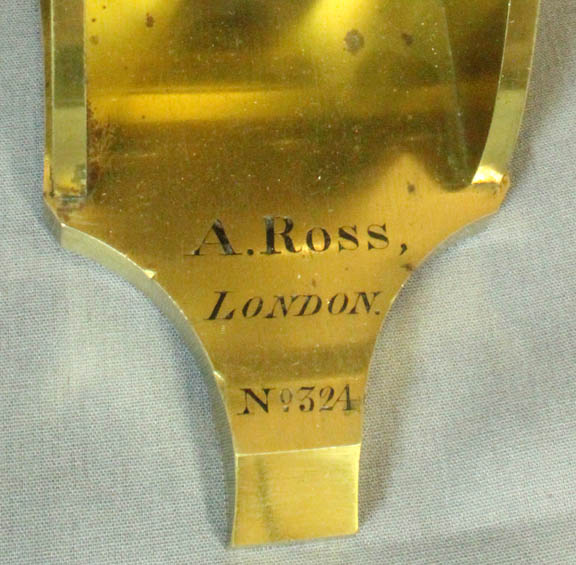 A. Ross,
London.
No 324